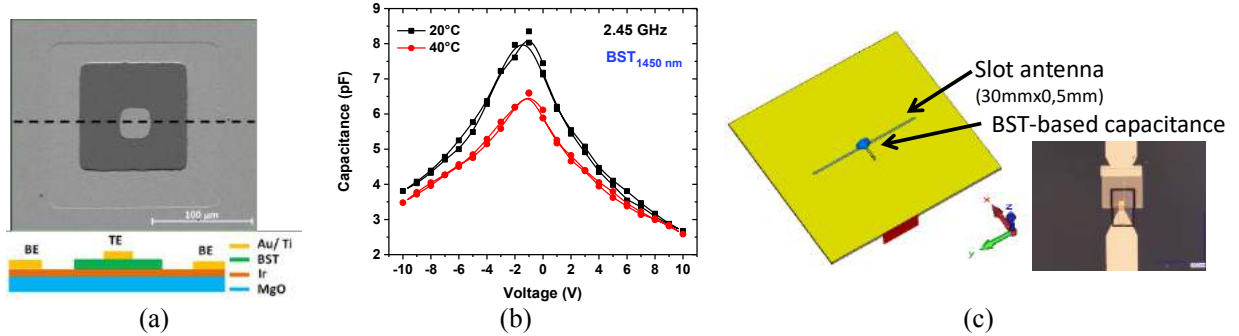 100 µm
BE
TE
BE
Au/ Ti
BST
Ir
MgO
(a)
9
8
7
6
5
4
3
2
Capacitance (pF)
20°C
40°C
2.45 GHz
BST1450 nm
-10 -8 -6 -4 -2 0 2 4 6 8 10
Voltage (V)
(b)
Slot antenna
(30mmx0,5mm)
BST-based capacitance
x
z
y
(c)